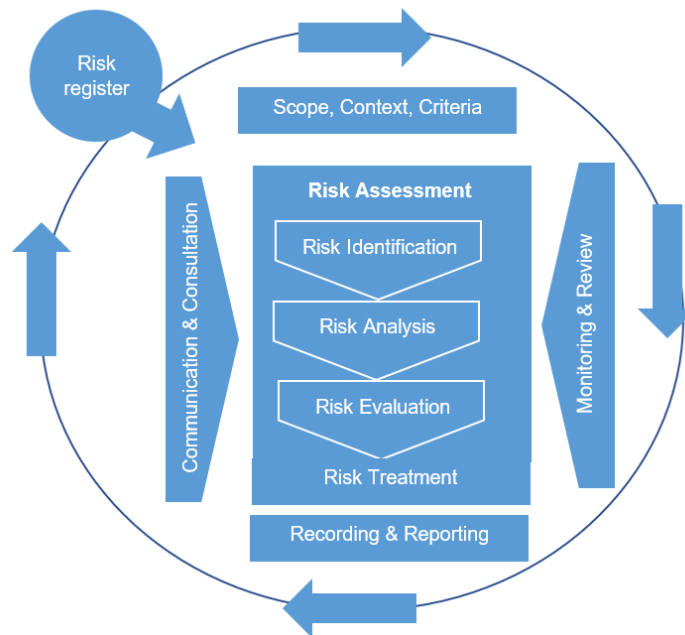 Risk
register
Scope, Context, Criteria
Risk Assessment
Risk Identification
Risk Analysis
Risk Evaluation
Risk Treatment
Recording & Reporting
Communication & Consultation
Monitoring & Review